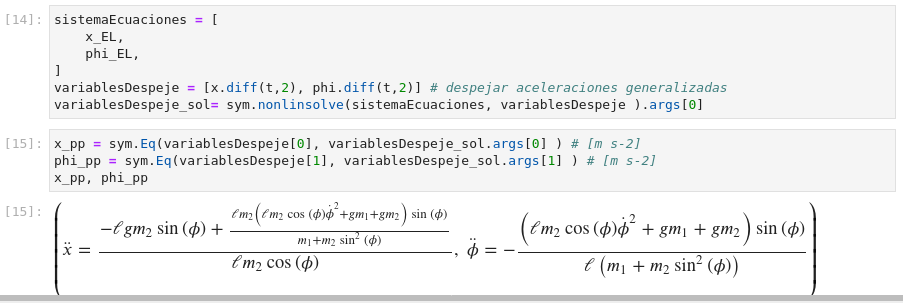 [14]: sistemaEcuaciones = [
    x_EL,
    phi_EL,
]
variablesDespeje = [x.diff(t,2), phi.diff(t,2)] # despejar aceleraciones generalizadas
variablesDespeje_sol= sym.nonlinsolve(sistemaEcuaciones, variablesDespeje ).args[0]
[15]: x_pp = sym.Eq(variablesDespeje[0], variablesDespeje_sol.args[0] ) # [m s-2]
phi_pp = sym.Eq(variablesDespeje[1], variablesDespeje_sol.args[1] ) # [m s-2]
x_pp, phi_pp
[15]: \left( \ddot{x} = \frac{-\ell g m_2 \sin(\phi) + \frac{\ell m_2 \left(\ell m_2 \cos(\phi) \dot{\phi}^2 + g m_1 + g m_2\right) \sin(\phi)}{m_1 + m_2 \sin^2(\phi)}}{\ell m_2 \cos(\phi)}, \ddot{\phi} = -\frac{\left(\ell m_2 \cos(\phi) \dot{\phi}^2 + g m_1 + g m_2\right) \sin(\phi)}{\ell \left(m_1 + m_2 \sin^2(\phi)\right)} \right)